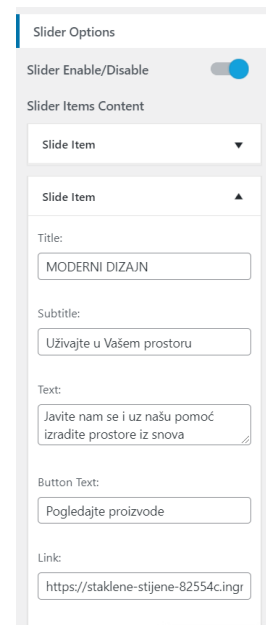 Slider Options
Slider Enable/Disable
Slider Items Content
Slide Item
Slide Item
Title:
MODERNI DIZAJN
Subtitle:
Uživajte u Vašem prostoru
Text:
Javite nam se i uz našu pomoć
izradite prostore iz snova
Button Text:
Pogledajte proizvode
Link:
https://staklene-stijene-82554c.ingr